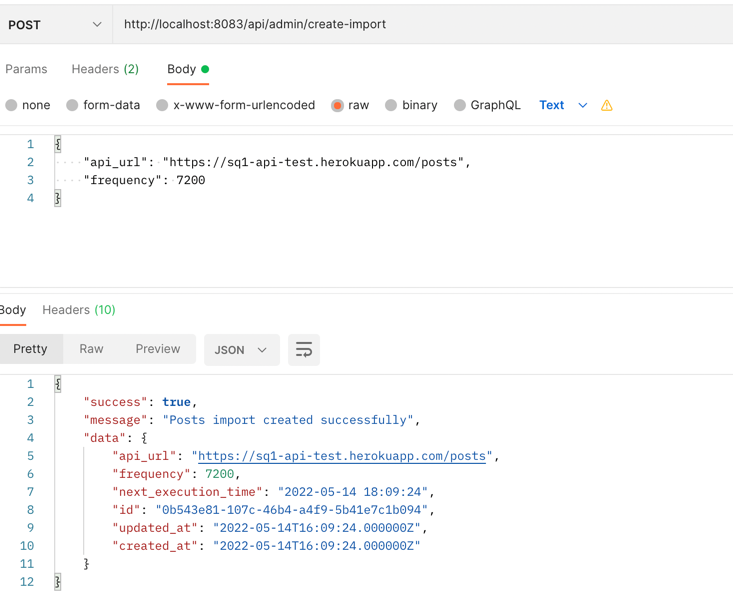 POST http://localhost:8083/api/admin/create-import
Params Headers (2) Body
none form-data x-www-form-urlencoded raw binary GraphQL Text
1 {
2 "api_url": "https://sq1-api-test.herokuapp.com/posts",
3 "frequency": 7200
4 }
Body Headers (10)
Pretty Raw Preview JSON
1 {
2 "success": true,
3 "message": "Posts import created successfully",
4 "data": {
5 "api_url": "https://sq1-api-test.herokuapp.com/posts",
6 "frequency": 7200,
7 "next_execution_time": "2022-05-14 18:09:24",
8 "id": "0b543e81-107c-46b4-a4f9-5b41e7c1b094",
9 "updated_at": "2022-05-14T16:09:24.000000Z",
10 "created_at": "2022-05-14T16:09:24.000000Z"
11 }
12 }